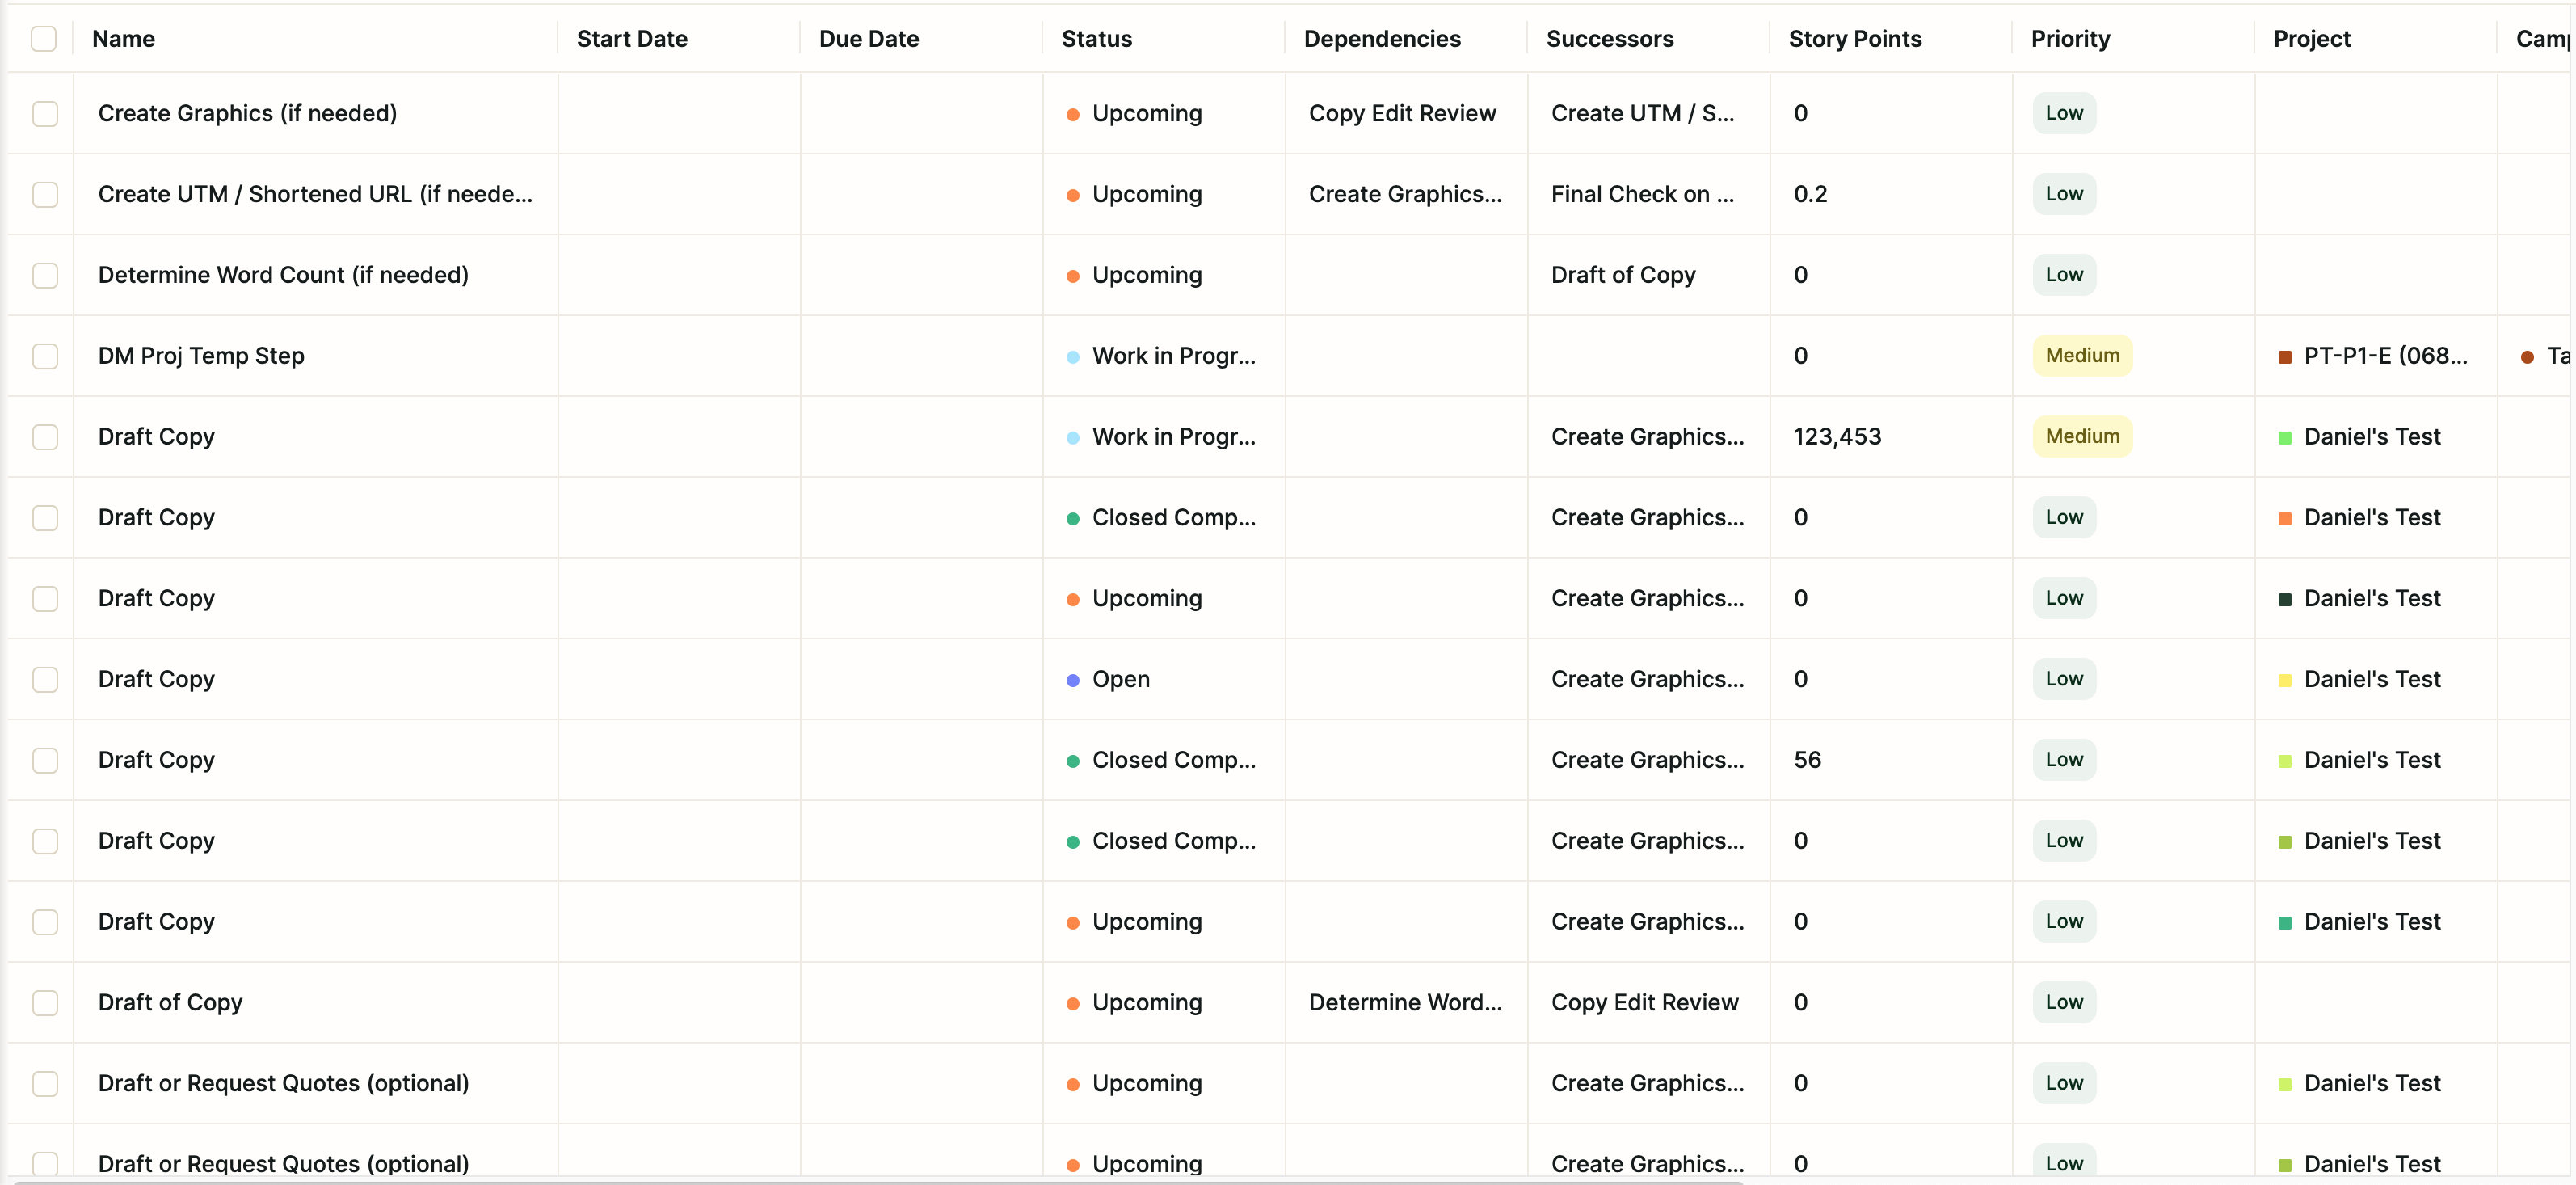 Name Start Date Due Date Status Dependencies Successors Story Points Priority Project Camp
Create Graphics (if needed) Upcoming Copy Edit Review Create UTM / S... 0 Low
Create UTM / Shortened URL (if neede... Upcoming Create Graphics... Final Check on ... 0.2 Low
Determine Word Count (if needed) Upcoming Draft of Copy 0 Low
DM Proj Temp Step Work in Progr... 0 Medium PT-P1-E (068... Ta
Draft Copy Work in Progr... Create Graphics... 123,453 Medium Daniel's Test
Draft Copy Closed Comp... Create Graphics... 0 Low Daniel's Test
Draft Copy Upcoming Create Graphics... 0 Low Daniel's Test
Draft Copy Open Create Graphics... 0 Low Daniel's Test
Draft Copy Closed Comp... Create Graphics... 56 Low Daniel's Test
Draft Copy Closed Comp... Create Graphics... 0 Low Daniel's Test
Draft Copy Upcoming Create Graphics... 0 Low Daniel's Test
Draft of Copy Upcoming Determine Word... Copy Edit Review 0 Low
Draft or Request Quotes (optional) Upcoming Create Graphics... 0 Low Daniel's Test
Draft or Request Quotes (optional) Upcoming Create Graphics... 0 Low Daniel's Test